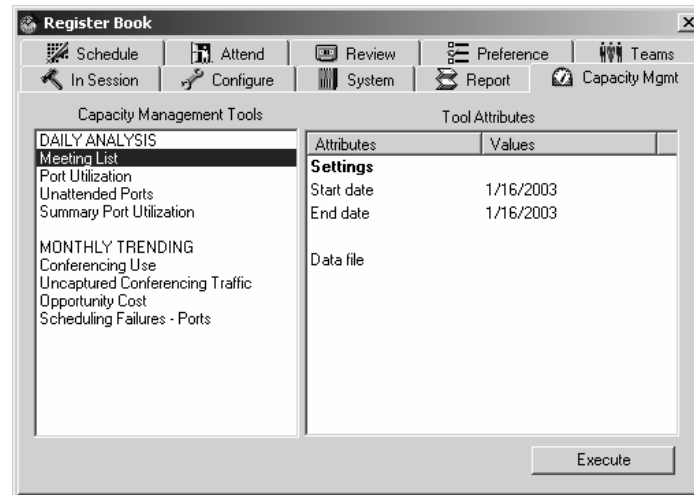 Register Book
Schedule Attend Review Preference Teams
In Session Configure System Report Capacity Mgmt
Capacity Management Tools
DAILY ANALYSIS
Meeting List
Port Utilization
Unattended Ports
Summary Port Utilization
MONTHLY TRENDING
Conferencing Use
Uncaptured Conferencing Traffic
Opportunity Cost
Scheduling Failures - Ports
Tool Attributes
Attributes Values
Settings
Start date 1/16/2003
End date 1/16/2003
Data file
Execute